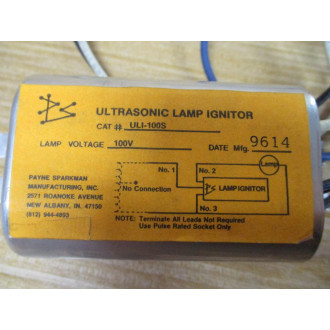 ULTRASONIC LAMP IGNITOR
CAT # ULI-100S
LAMP VOLTAGE 100V DATE Mfg. 9614
Lamp
No. 1
No. 2
PAYNE SPARKMAN
MANUFACTURING, INC.
2571 ROANOKE AVENUE
NEW ALBANY, IN. 47150
(812) 944-4893
No Connection
LAMP IGNITOR
No. 3
NOTE: Terminate All Leads Not Required
Use Pulse Rated Socket Only